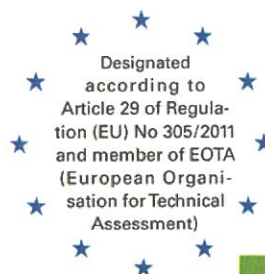 Designated
according to
Article 29 of Regula-
tion (EU) No 305/2011
and member of EOTA
(European Organi-
sation for Technical
Assessment)